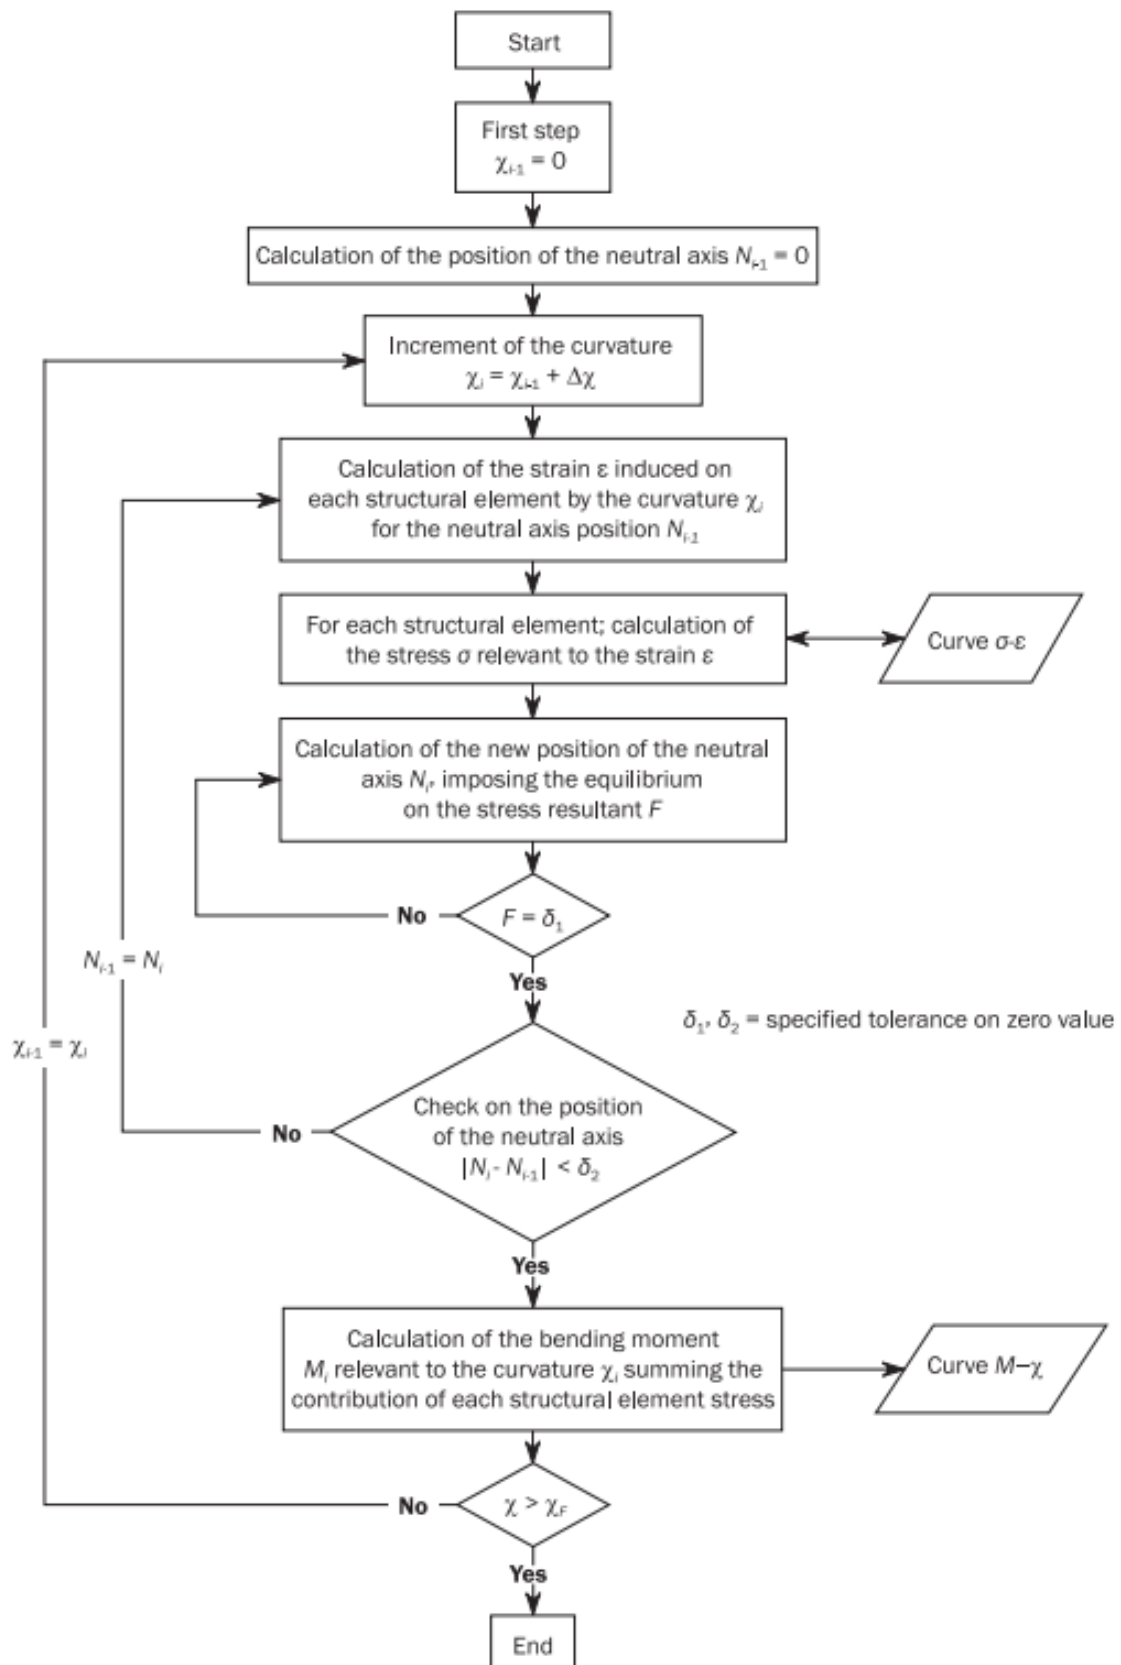 Start
First step
χᵢ₋₁ = 0
Calculation of the position of the neutral axis Nᵢ₋₁ = 0
Increment of the curvature
χᵢ = χᵢ₋₁ + Δχ
Calculation of the strain ε induced on
each structural element by the curvature χᵢ
for the neutral axis position Nᵢ₋₁
For each structural element; calculation of
the stress σ relevant to the strain ε
Curve σ-ε
Calculation of the new position of the neutral
axis Nᵢ, imposing the equilibrium
on the stress resultant F
No
F = δ₁
Nᵢ₋₁ = Nᵢ
Yes
δ₁, δ₂ = specified tolerance on zero value
χᵢ₋₁ = χᵢ
No
Check on the position
of the neutral axis
|Nᵢ - Nᵢ₋₁| < δ₂
Yes
Calculation of the bending moment
Mᵢ relevant to the curvature χᵢ summing the
contribution of each structural element stress
Curve M–χ
No
χ > χF
Yes
End